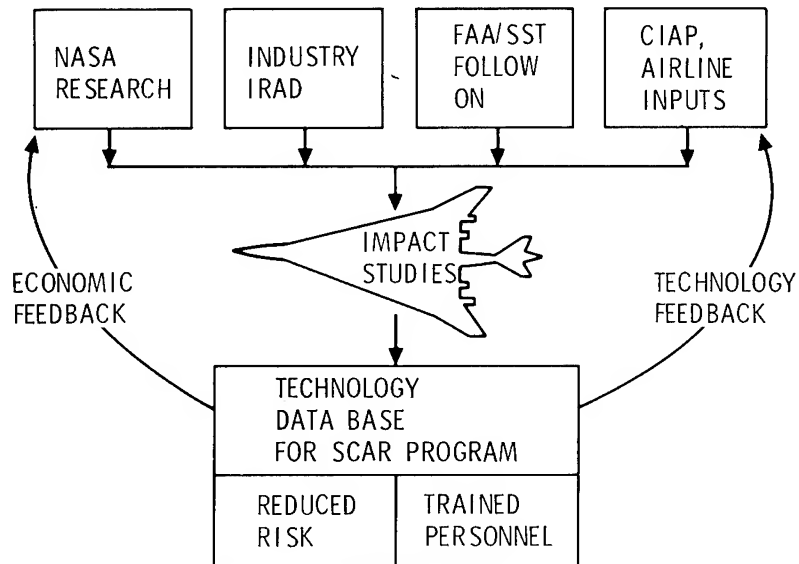 NASA
RESEARCH
INDUSTRY
IRAD
FAA/SST
FOLLOW
ON
CIAP,
AIRLINE
INPUTS
IMPACT
STUDIES
ECONOMIC
FEEDBACK
TECHNOLOGY
FEEDBACK
TECHNOLOGY
DATA BASE
FOR SCAR PROGRAM
REDUCED
RISK
TRAINED
PERSONNEL